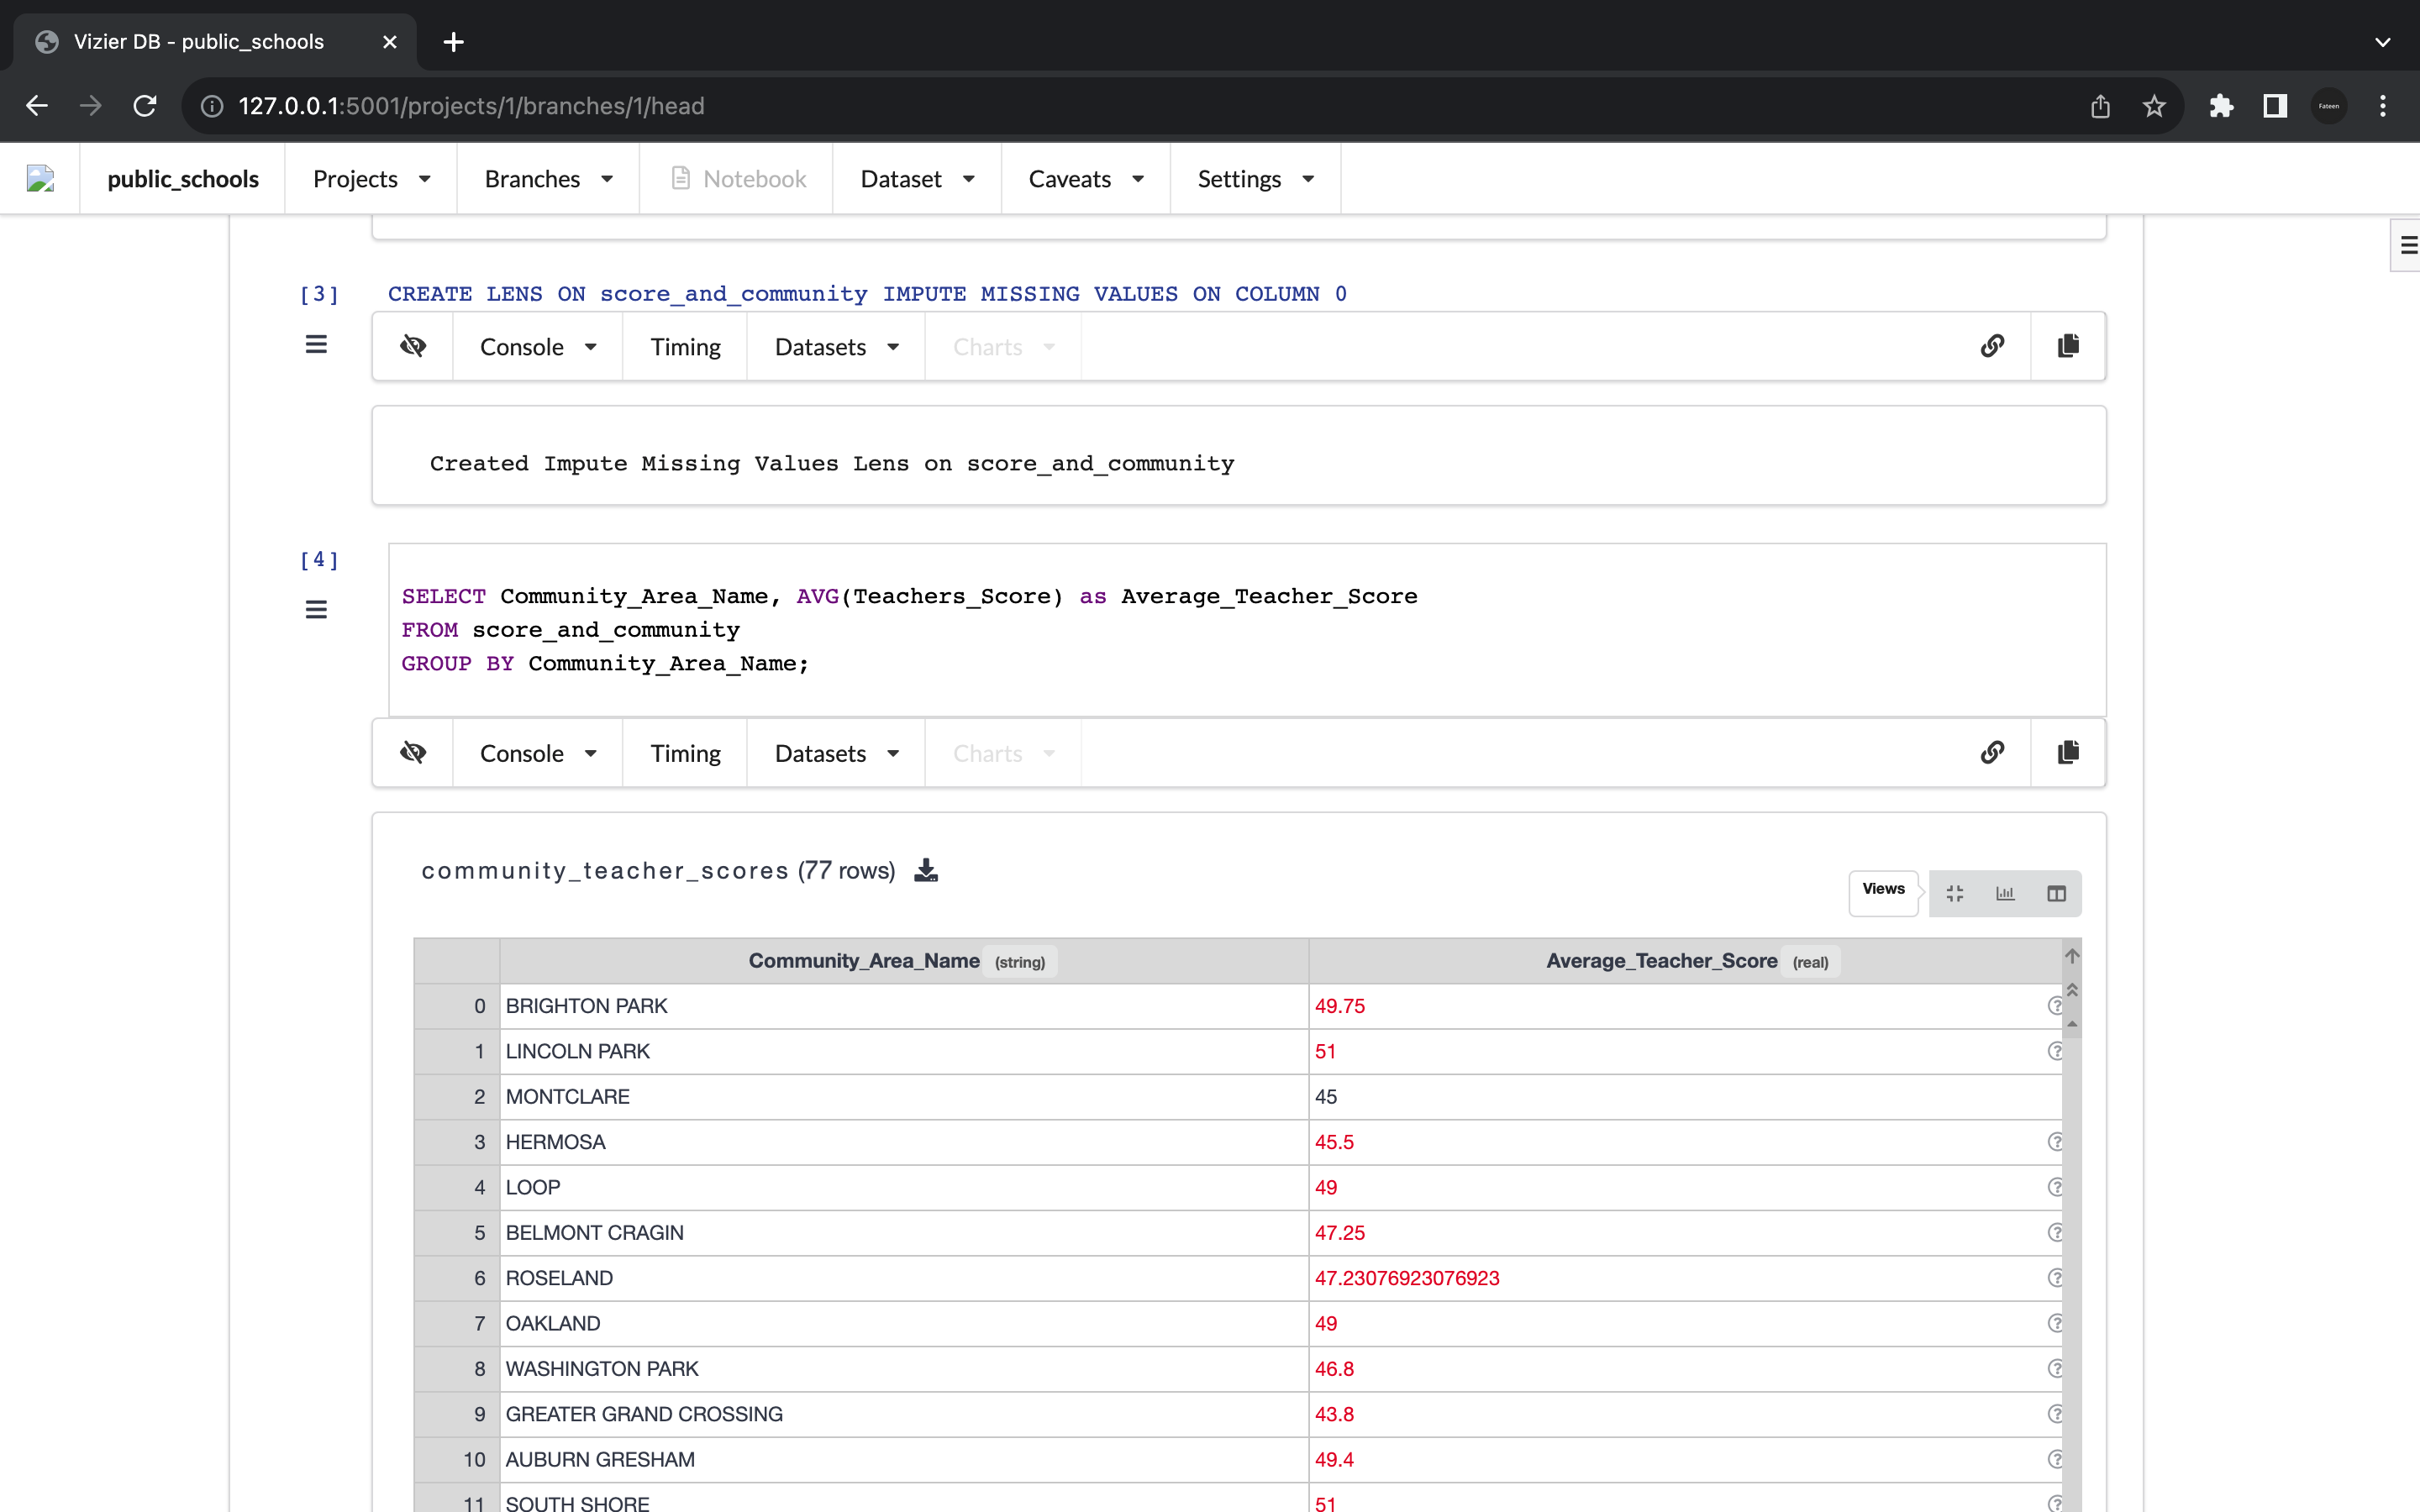 Vizier DB - public_schools
127.0.0.1:5001/projects/1/branches/1/head
Fateen
public_schools Projects Branches Notebook Dataset Caveats Settings
[3] CREATE LENS ON score_and_community IMPUTE MISSING VALUES ON COLUMN 0
Console Timing Datasets Charts
Created Impute Missing Values Lens on score_and_community
[4]
SELECT Community_Area_Name, AVG(Teachers_Score) as Average_Teacher_Score
FROM score_and_community
GROUP BY Community_Area_Name;
Console Timing Datasets Charts
community_teacher_scores (77 rows)
Views
Community_Area_Name (string) Average_Teacher_Score (real)
0 BRIGHTON PARK 49.75
1 LINCOLN PARK 51
2 MONTCLARE 45
3 HERMOSA 45.5
4 LOOP 49
5 BELMONT CRAGIN 47.25
6 ROSELAND 47.23076923076923
7 OAKLAND 49
8 WASHINGTON PARK 46.8
9 GREATER GRAND CROSSING 43.8
10 AUBURN GRESHAM 49.4
11 SOUTH SHORE 51